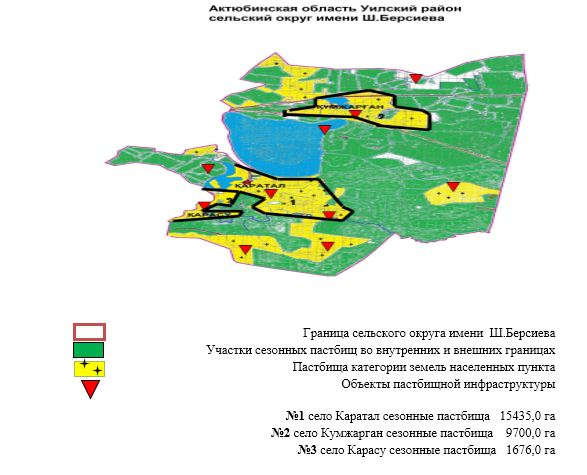 Актюбинская область Уилский район
сельский округ имени Ш.Берсиева
КУМЖАРГАН
2
КАРАТАЛ
3
КАРАСУ
Граница сельского округа имени Ш.Берсиева
Участки сезонных пастбищ во внутренних и внешних границах
Пастбища категории земель населенных пункта
Объекты пастбищной инфраструктуры
№1 село Каратал сезонные пастбища 15435,0 га
№2 село Кумжарган сезонные пастбища 9700,0 га
№3 село Карасу сезонные пастбища 1676,0 га